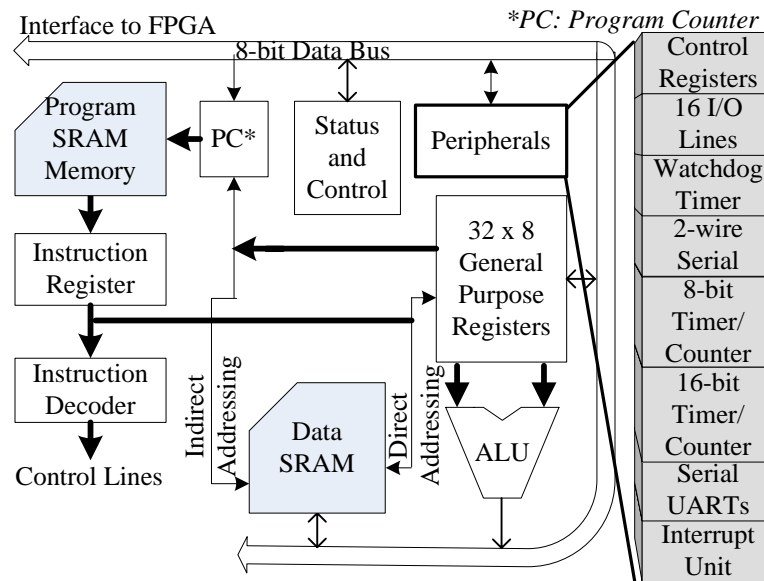 Interface to FPGA
*PC: Program Counter
8-bit Data Bus
Program
SRAM
Memory
PC*
Status
and
Control
Peripherals
Instruction
Register
32 x 8
General
Purpose
Registers
Instruction
Decoder
Indirect
Addressing
Direct
Addressing
Data
SRAM
ALU
Control Lines
Control
Registers
16 I/O
Lines
Watchdog
Timer
2-wire
Serial
8-bit
Timer/
Counter
16-bit
Timer/
Counter
Serial
UARTs
Interrupt
Unit